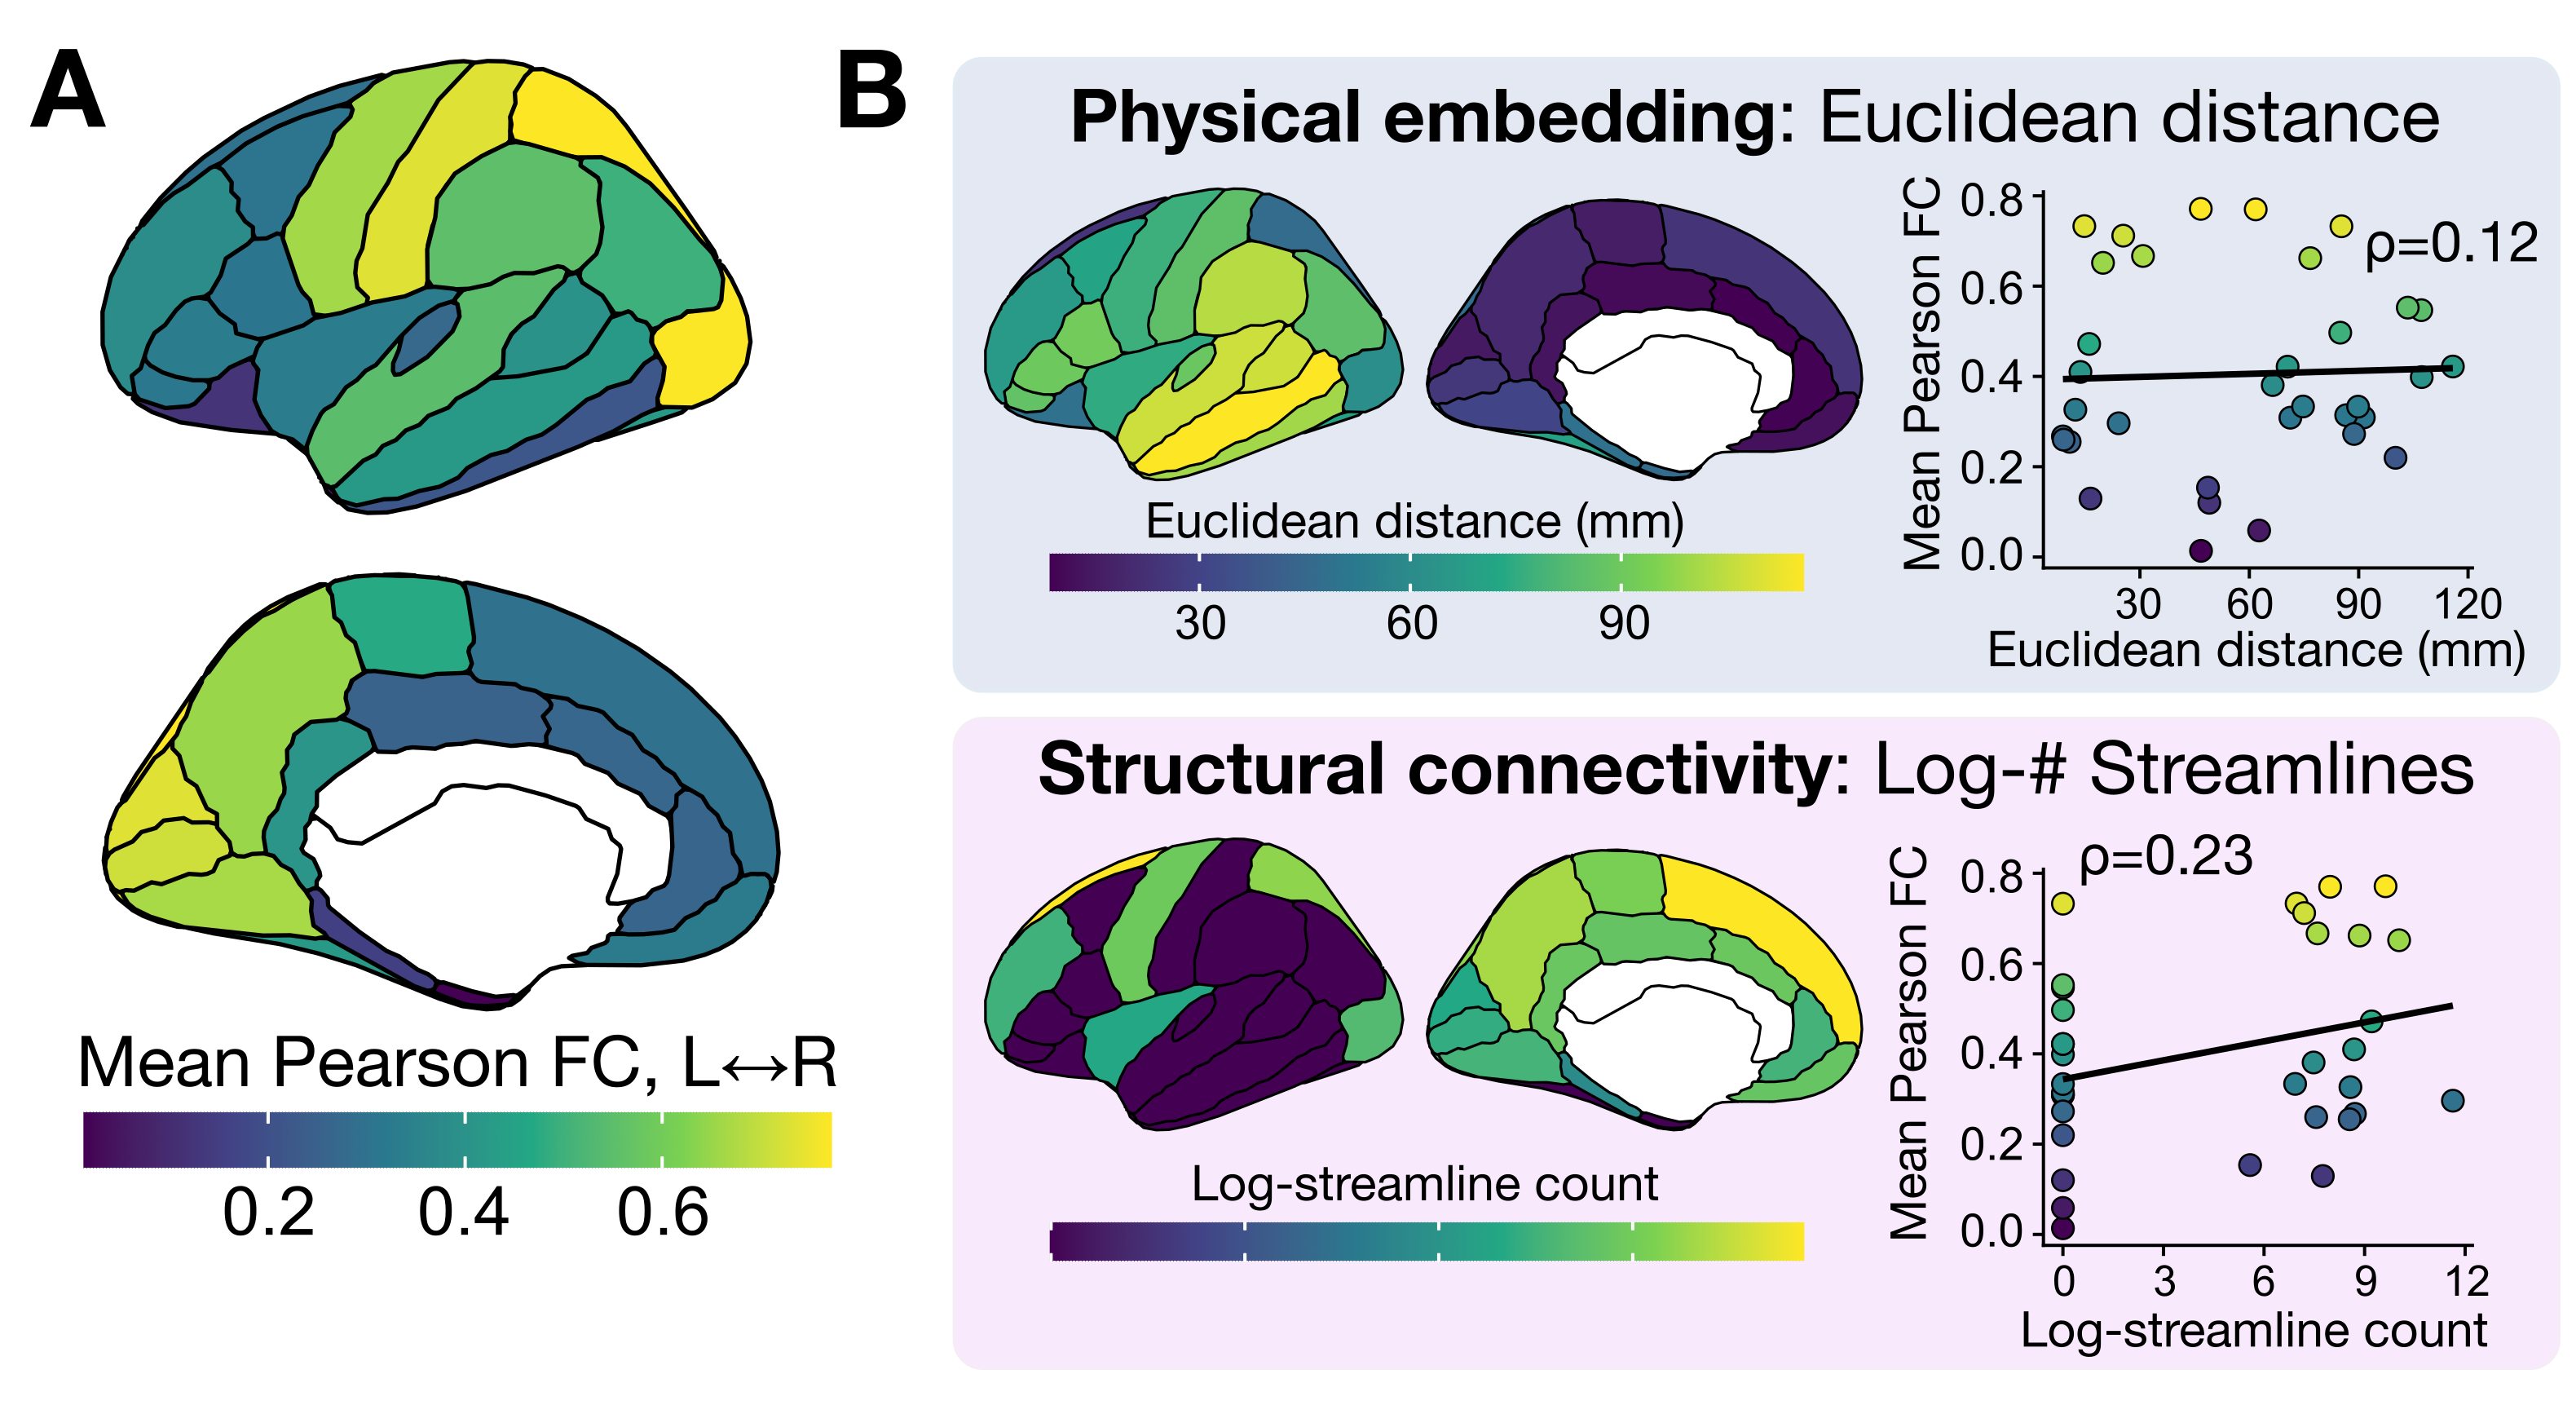 A
Mean Pearson FC, L↔R
0.2 0.4 0.6
B
Physical embedding: Euclidean distance
Euclidean distance (mm)
30 60 90
Mean Pearson FC
0.8
0.6
0.4
0.2
0.0
ρ=0.12
30 60 90 120
Euclidean distance (mm)
Structural connectivity: Log-# Streamlines
Log-streamline count
Mean Pearson FC
0.8
0.6
0.4
0.2
0.0
ρ=0.23
0 3 6 9 12
Log-streamline count